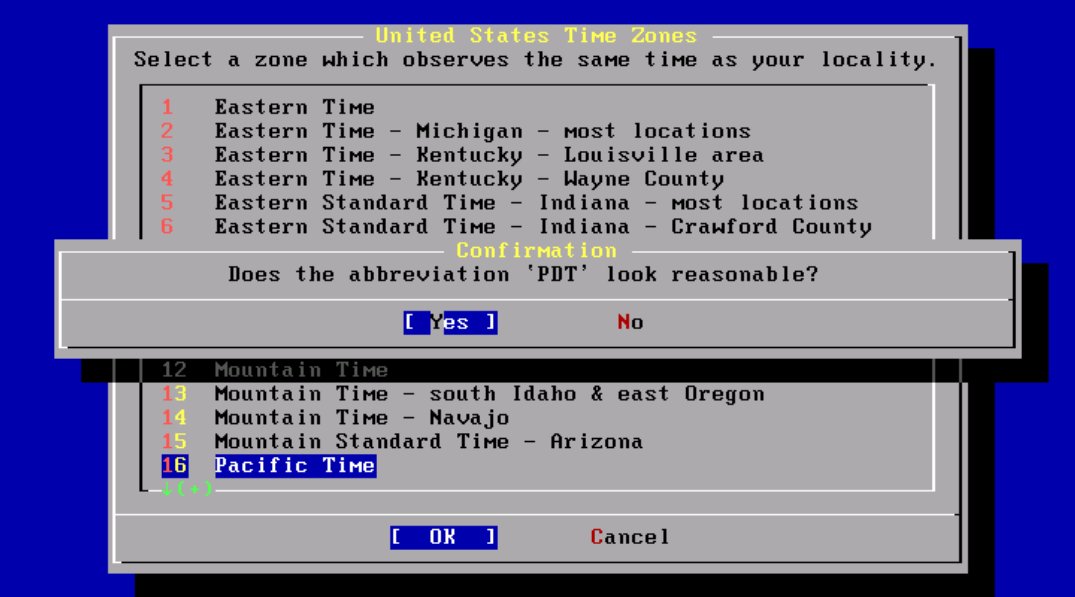 United States Time Zones
Select a zone which observes the same time as your locality.
1 Eastern Time
2 Eastern Time - Michigan - most locations
3 Eastern Time - Kentucky - Louisville area
4 Eastern Time - Kentucky - Wayne County
5 Eastern Standard Time - Indiana - most locations
6 Eastern Standard Time - Indiana - Crawford County
Confirmation
Does the abbreviation 'PDT' look reasonable?
[ Yes ] No
12 Mountain Time
13 Mountain Time - south Idaho & east Oregon
14 Mountain Time - Navajo
15 Mountain Standard Time - Arizona
16 Pacific Time
↓(+)
[ OK ] Cancel